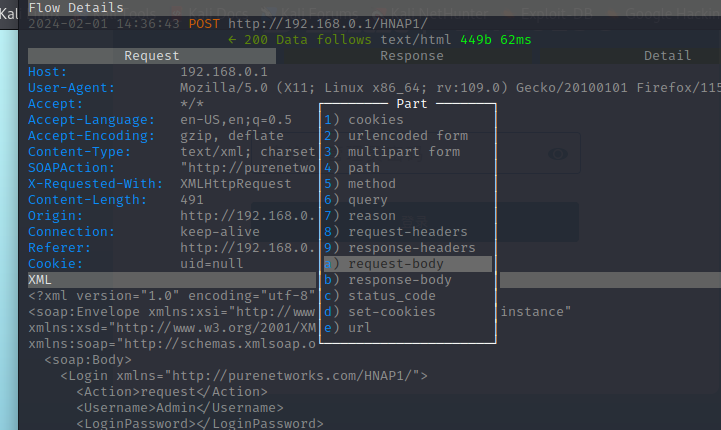 Flow Details
2024-02-01 14:36:43 POST http://192.168.0.1/HNAP1/
← 200 Data follows text/html 449b 62ms
Request Response Detail
Host: 192.168.0.1
User-Agent: Mozilla/5.0 (X11; Linux x86_64; rv:109.0) Gecko/20100101 Firefox/115
Accept: */*
Accept-Language: en-US,en;q=0.5
Accept-Encoding: gzip, deflate
Content-Type: text/xml; charset
SOAPAction: "http://purenetwo
X-Requested-With: XMLHttpRequest
Content-Length: 491
Origin: http://192.168.0.
Connection: keep-alive
Referer: http://192.168.0.
Cookie: uid=null
Part
1) cookies
2) urlencoded form
3) multipart form
4) path
5) method
6) query
7) reason
8) request-headers
9) response-headers
a) request-body
b) response-body
c) status_code
d) set-cookies
e) url
XML
<?xml version="1.0" encoding="utf-8"
<soap:Envelope xmlns:xsi="http://www instance"
xmlns:xsd="http://www.w3.org/2001/XM
xmlns:soap="http://schemas.xmlsoap.o
<soap:Body>
<Login xmlns="http://purenetworks.com/HNAP1/">
<Action>request</Action>
<Username>Admin</Username>
<LoginPassword></LoginPassword>